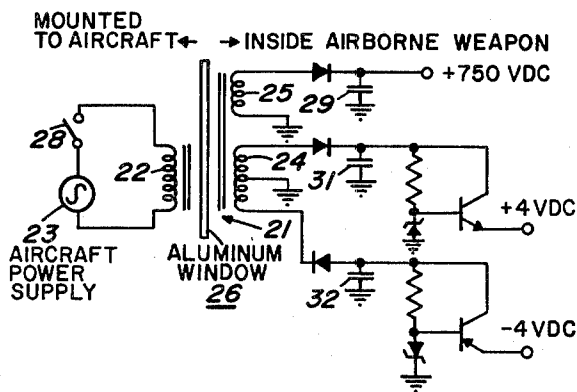 MOUNTED
TO AIRCRAFT
INSIDE AIRBORNE WEAPON
+750 VDC
25
29
28
22
24
31
+4 VDC
23
21
AIRCRAFT
POWER
SUPPLY
ALUMINUM
WINDOW
26
32
-4 VDC